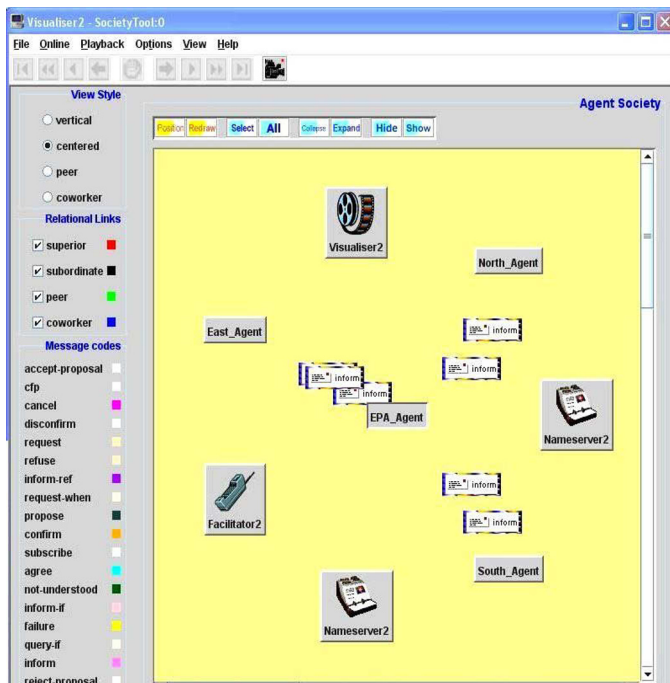 Visualiser2 - SocietyTool:0
File Online Playback Options View Help
View Style
vertical
centered
peer
coworker
Relational Links
superior
subordinate
peer
coworker
Message codes
accept-proposal
cfp
cancel
disconfirm
request
refuse
inform-ref
request-when
propose
confirm
subscribe
agree
not-understood
inform-if
failure
query-if
inform
reject-proposal
Agent Society
Position Redraw Select All Collapse Expand Hide Show
Visualiser2
North_Agent
East_Agent
inform
inform
inform
inform
EPA_Agent
Nameserver2
inform
Facilitator2
inform
South_Agent
Nameserver2